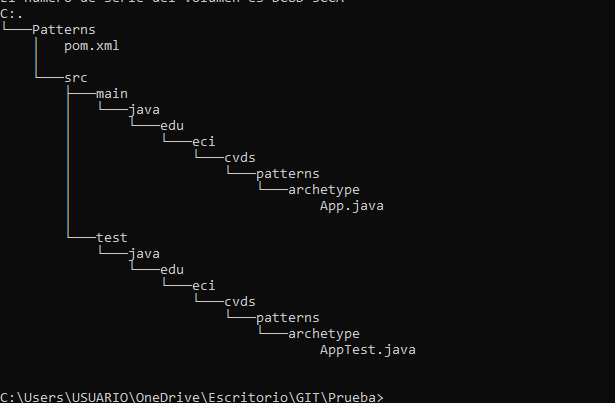 C:.
└───Patterns
    │   pom.xml
    │
    └───src
        ├───main
        │   └───java
        │       └───edu
        │           └───eci
        │               └───cvds
        │                   └───patterns
        │                       └───archetype
        │                               App.java
        │
        └───test
            └───java
                └───edu
                    └───eci
                        └───cvds
                            └───patterns
                                └───archetype
                                        AppTest.java
C:\Users\USUARIO\OneDrive\Escritorio\GIT\Prueba>